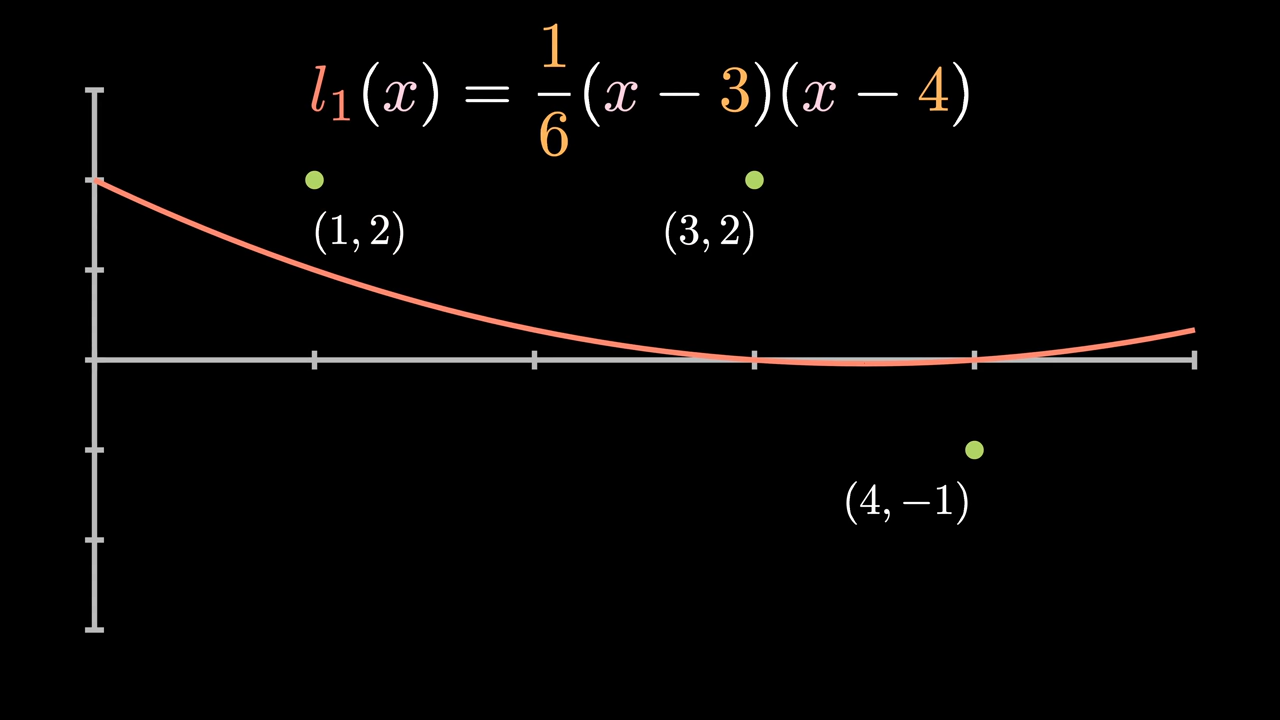 l₁(x) = 1/6 (x − 3)(x − 4)
(1, 2)
(3, 2)
(4, −1)